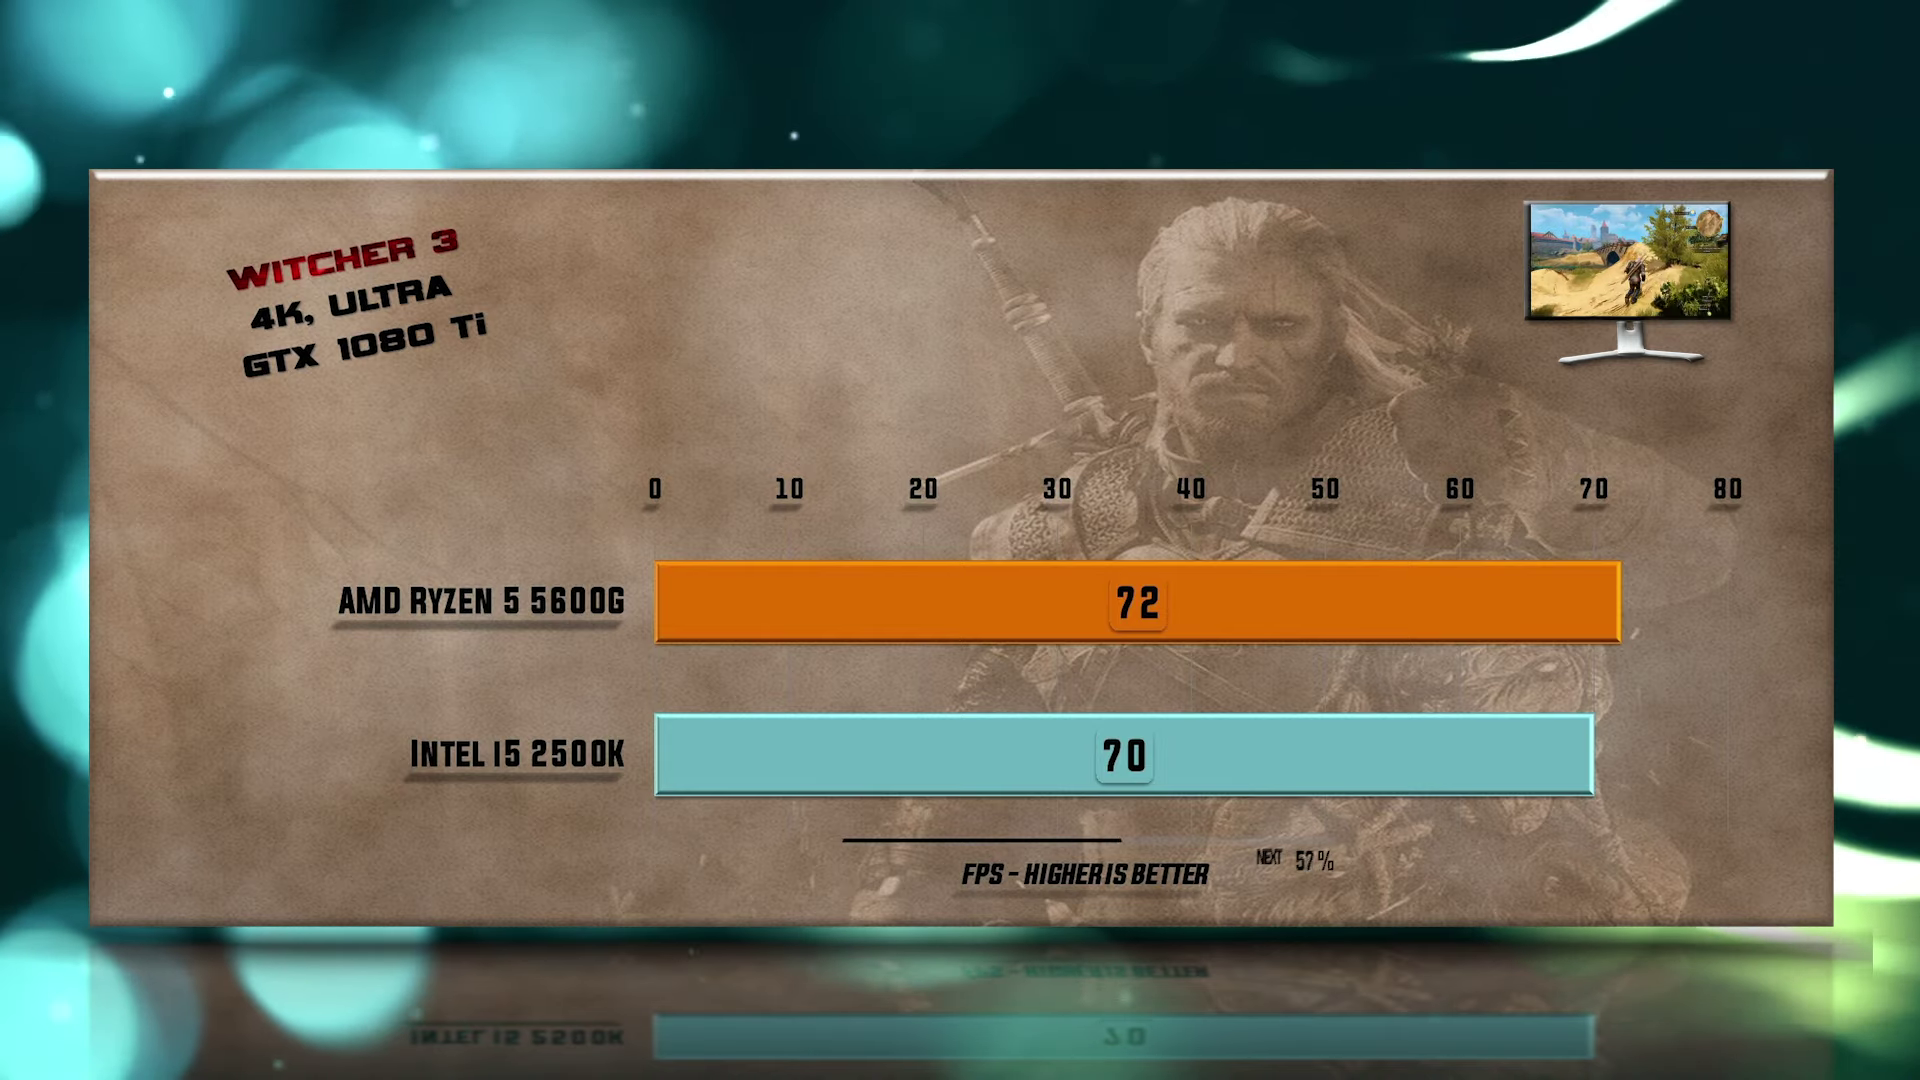 WITCHER 3
4K, ULTRA
GTX 1080 Ti
0 10 20 30 40 50 60 70 80
AMD RYZEN 5 5600G 72
INTEL I5 2500K 70
FPS - HIGHER IS BETTER
NEXT 57%